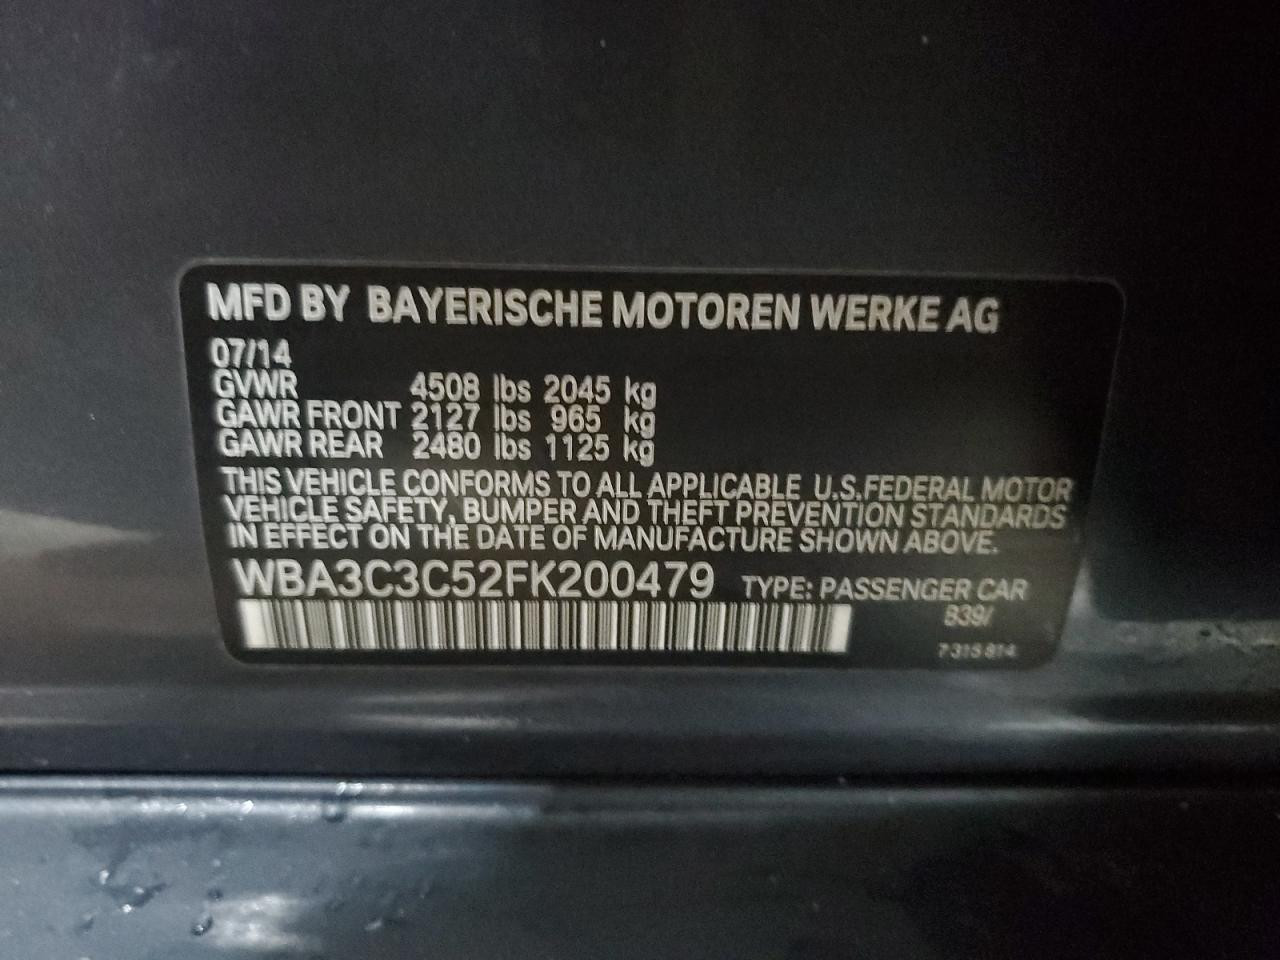 MFD BY BAYERISCHE MOTOREN WERKE AG
07/14
GVWR 4508 lbs 2045 kg
GAWR FRONT 2127 lbs 965 kg
GAWR REAR 2480 lbs 1125 kg
THIS VEHICLE CONFORMS TO ALL APPLICABLE U.S.FEDERAL MOTOR
VEHICLE SAFETY, BUMPER AND THEFT PREVENTION STANDARDS
IN EFFECT ON THE DATE OF MANUFACTURE SHOWN ABOVE.
WBA3C3C52FK200479 TYPE: PASSENGER CAR
B39/
7 315 814